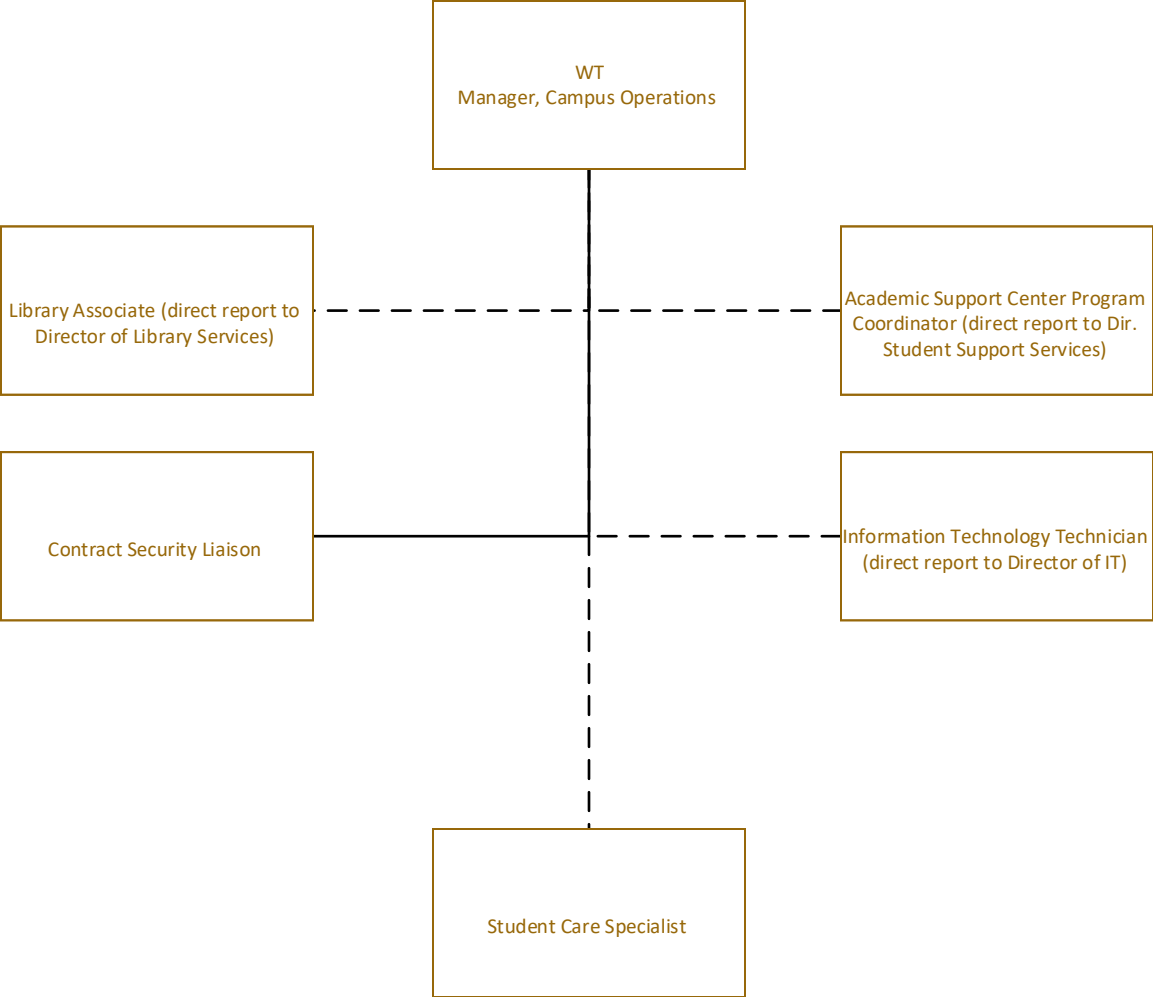 WT
Manager, Campus Operations
Library Associate (direct report to
Director of Library Services)
Academic Support Center Program
Coordinator (direct report to Dir.
Student Support Services)
Contract Security Liaison
Information Technology Technician
(direct report to Director of IT)
Student Care Specialist